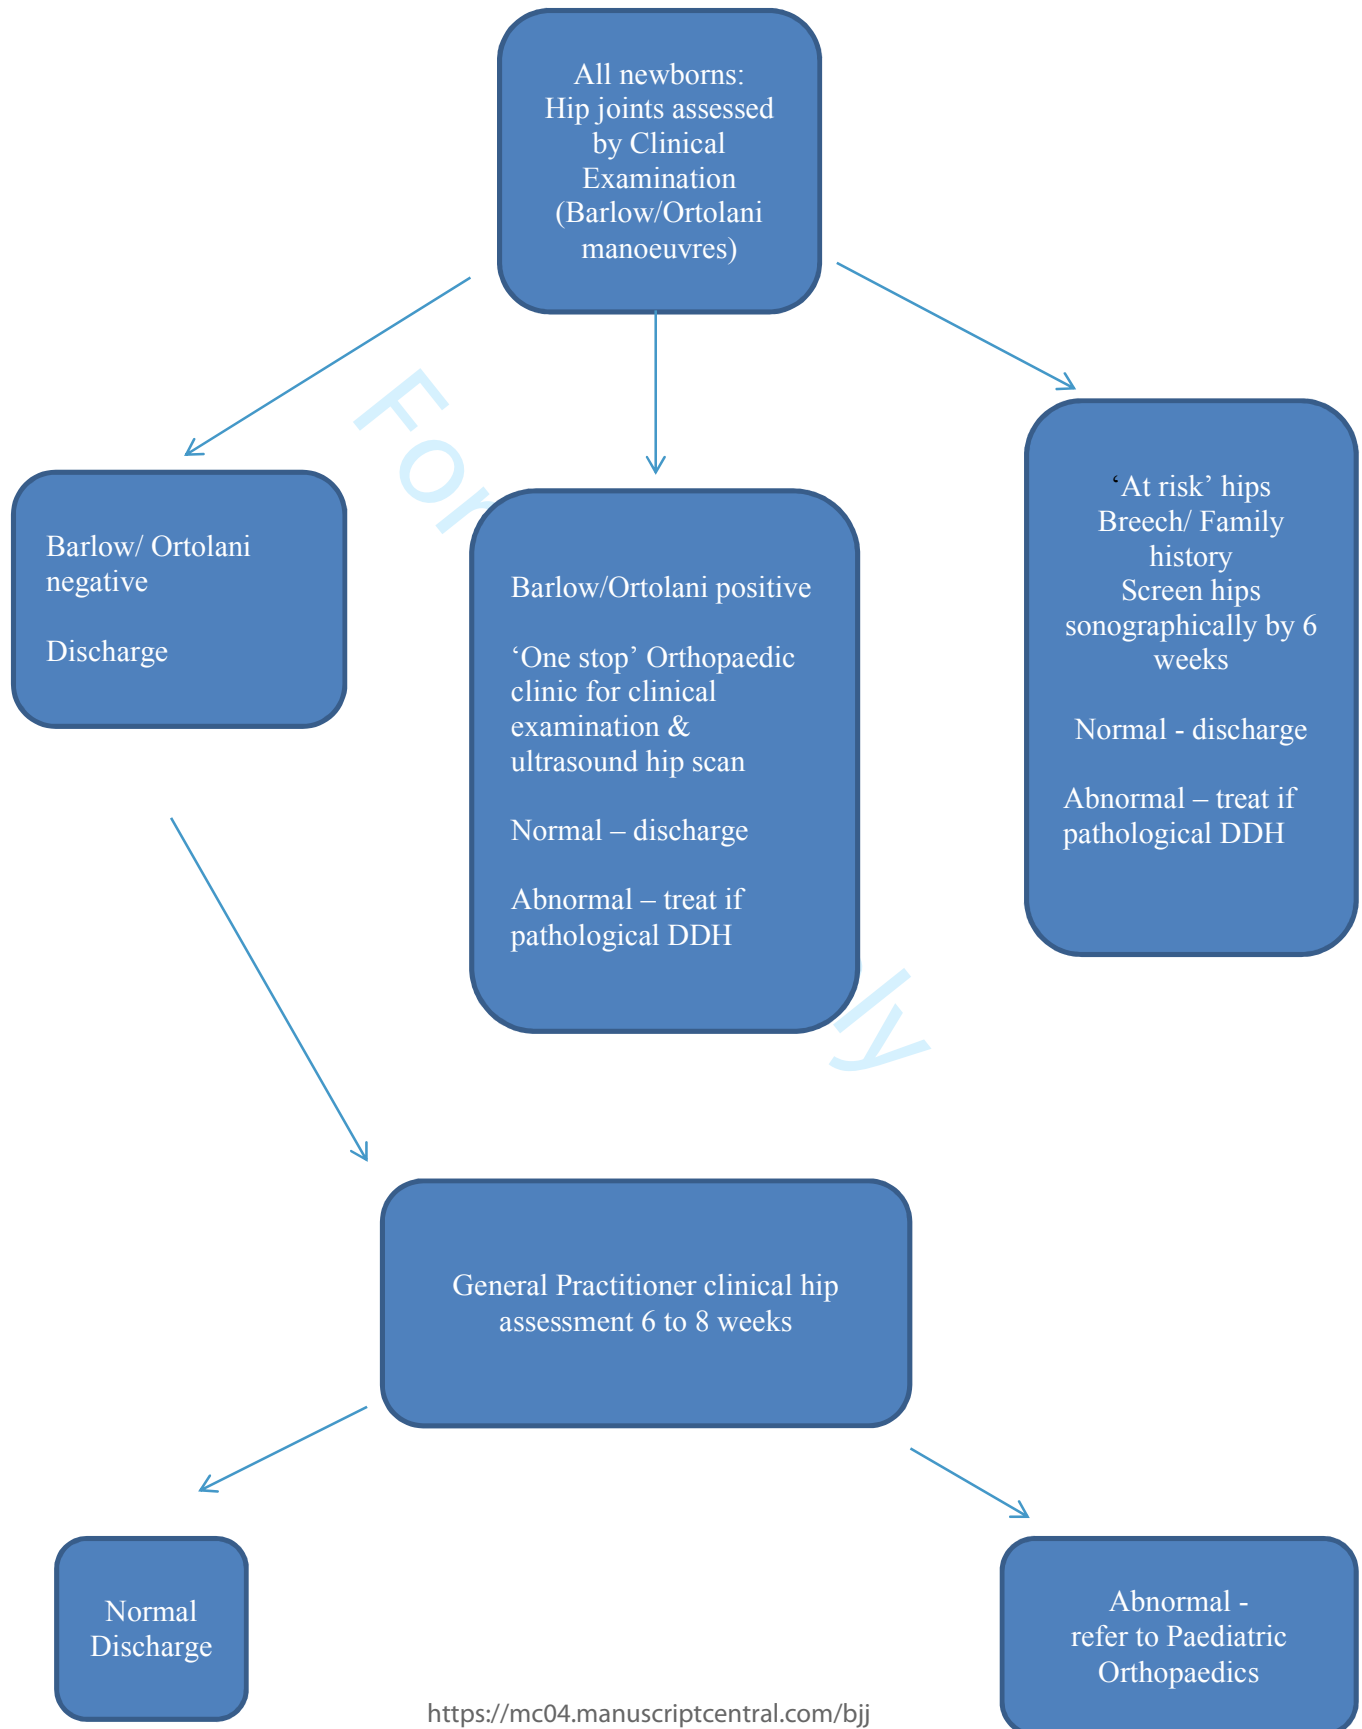 All newborns:
Hip joints assessed
by Clinical
Examination
(Barlow/Ortolani
manoeuvres)
For
Barlow/ Ortolani
negative
Discharge
Barlow/Ortolani positive
‘One stop’ Orthopaedic
clinic for clinical
examination &
ultrasound hip scan
Normal – discharge
Abnormal – treat if
pathological DDH
‘At risk’ hips
Breech/ Family
history
Screen hips
sonographically by 6
weeks
Normal - discharge
Abnormal – treat if
pathological DDH
ly
General Practitioner clinical hip
assessment 6 to 8 weeks
Normal
Discharge
Abnormal -
refer to Paediatric
Orthopaedics
https://mc04.manuscriptcentral.com/bjj